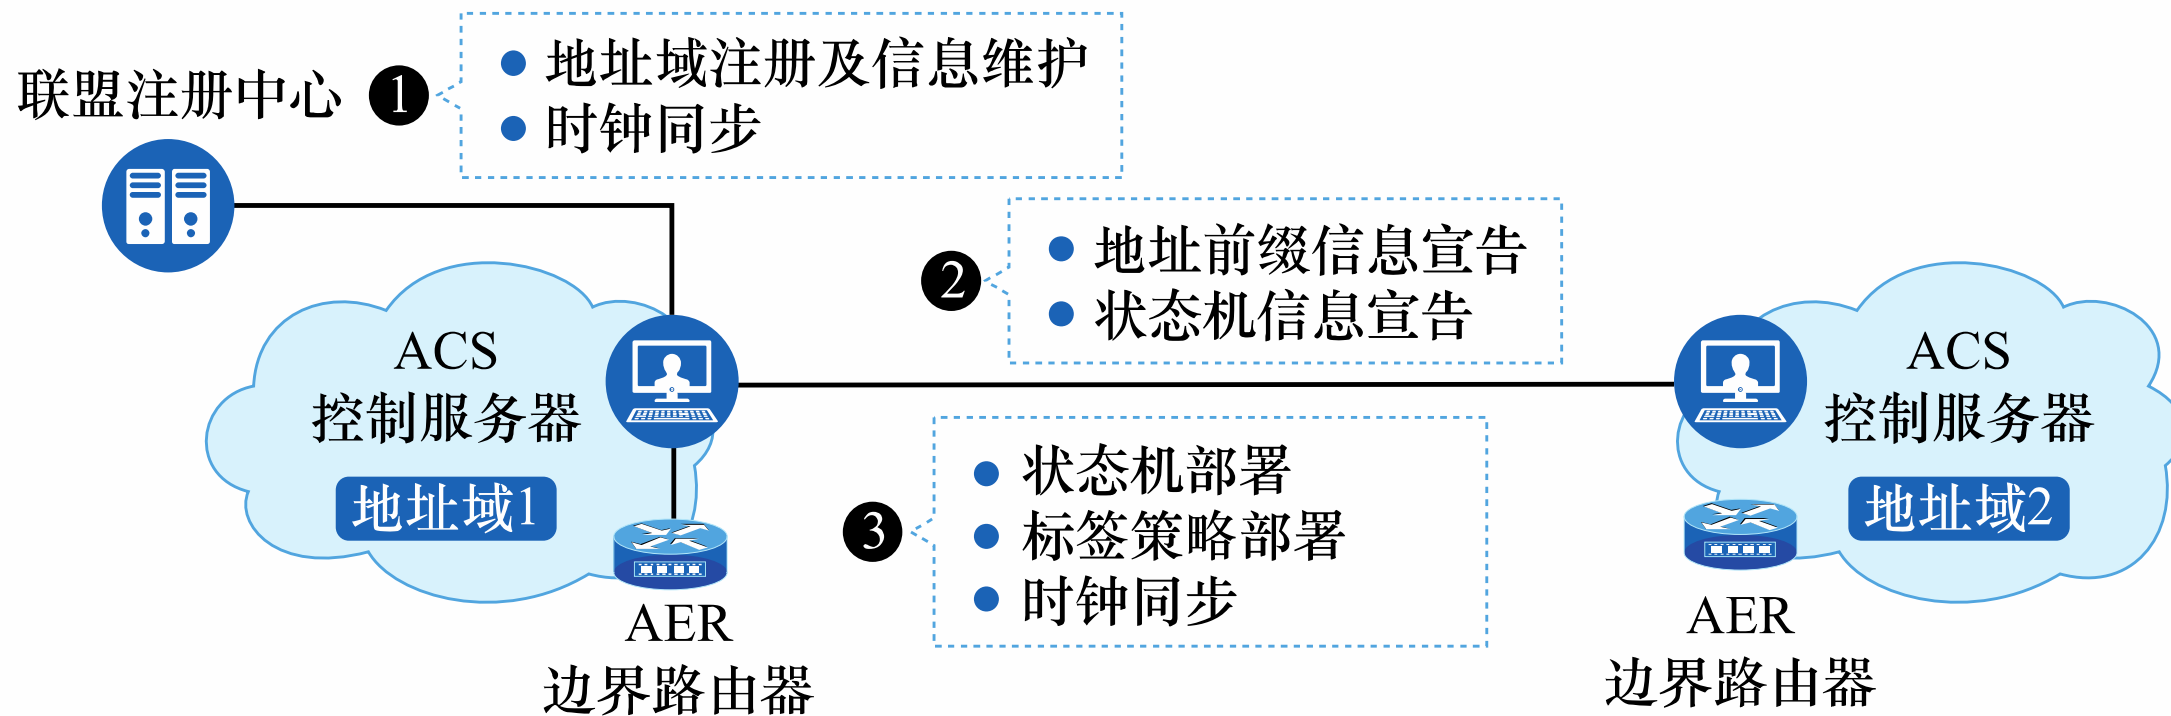 联盟注册中心
1
地址域注册及信息维护
时钟同步
2
地址前缀信息宣告
状态机信息宣告
ACS
控制服务器
地址域1
ACS
控制服务器
地址域2
3
状态机部署
标签策略部署
时钟同步
AER
边界路由器
AER
边界路由器